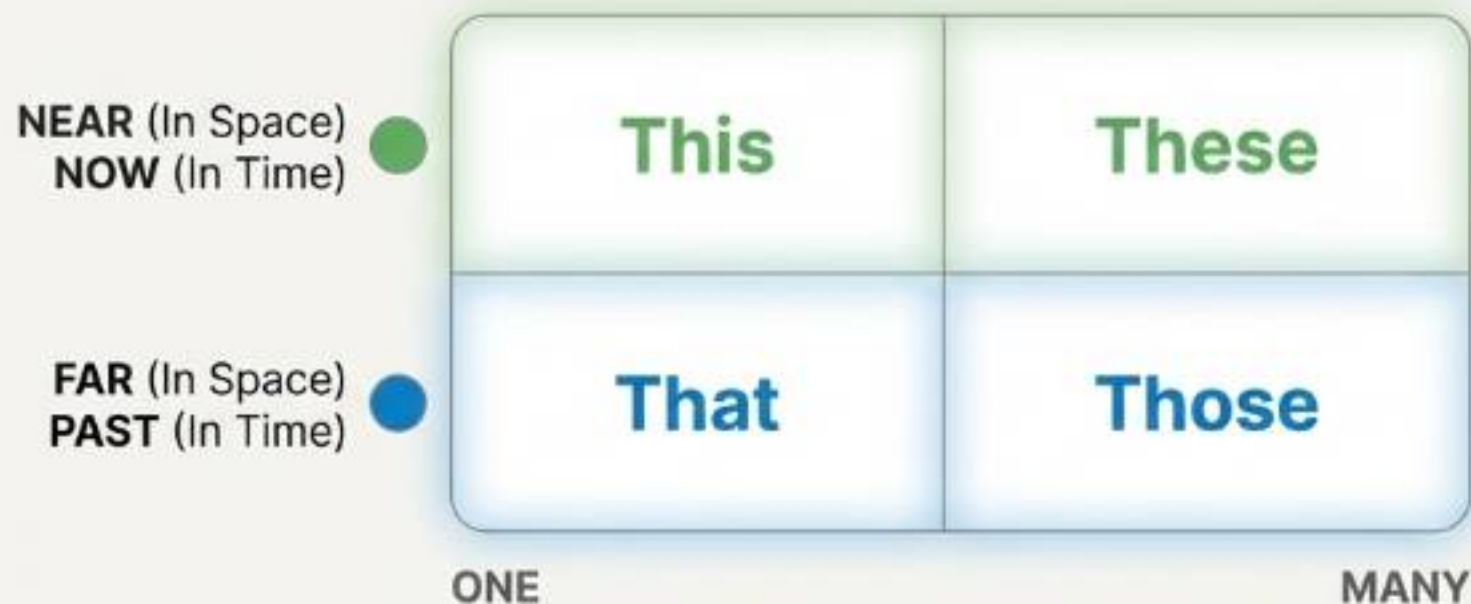 NEAR (In Space)
NOW (In Time)
This
These
FAR (In Space)
PAST (In Time)
That
Those
ONE
MANY